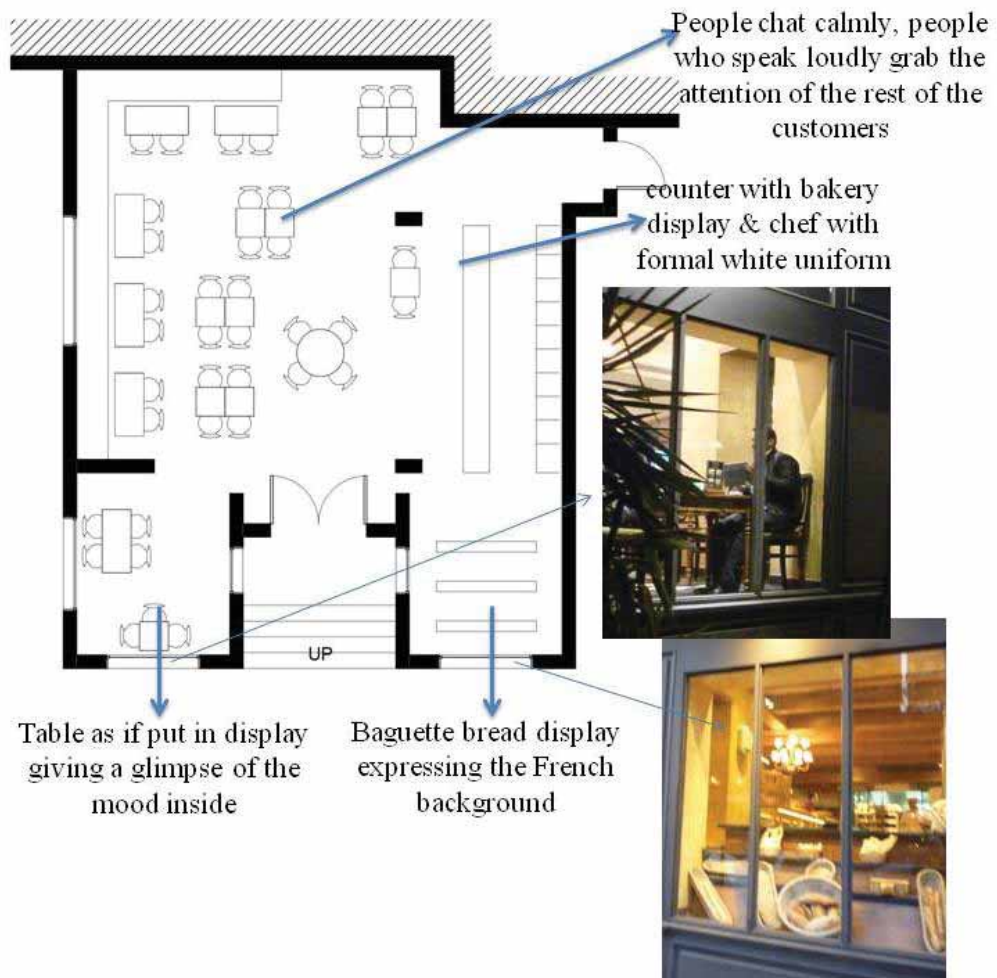 People chat calmly, people
who speak loudly grab the
attention of the rest of the
customers
counter with bakery
display & chef with
formal white uniform
UP
Table as if put in display
giving a glimpse of the
mood inside
Baguette bread display
expressing the French
background